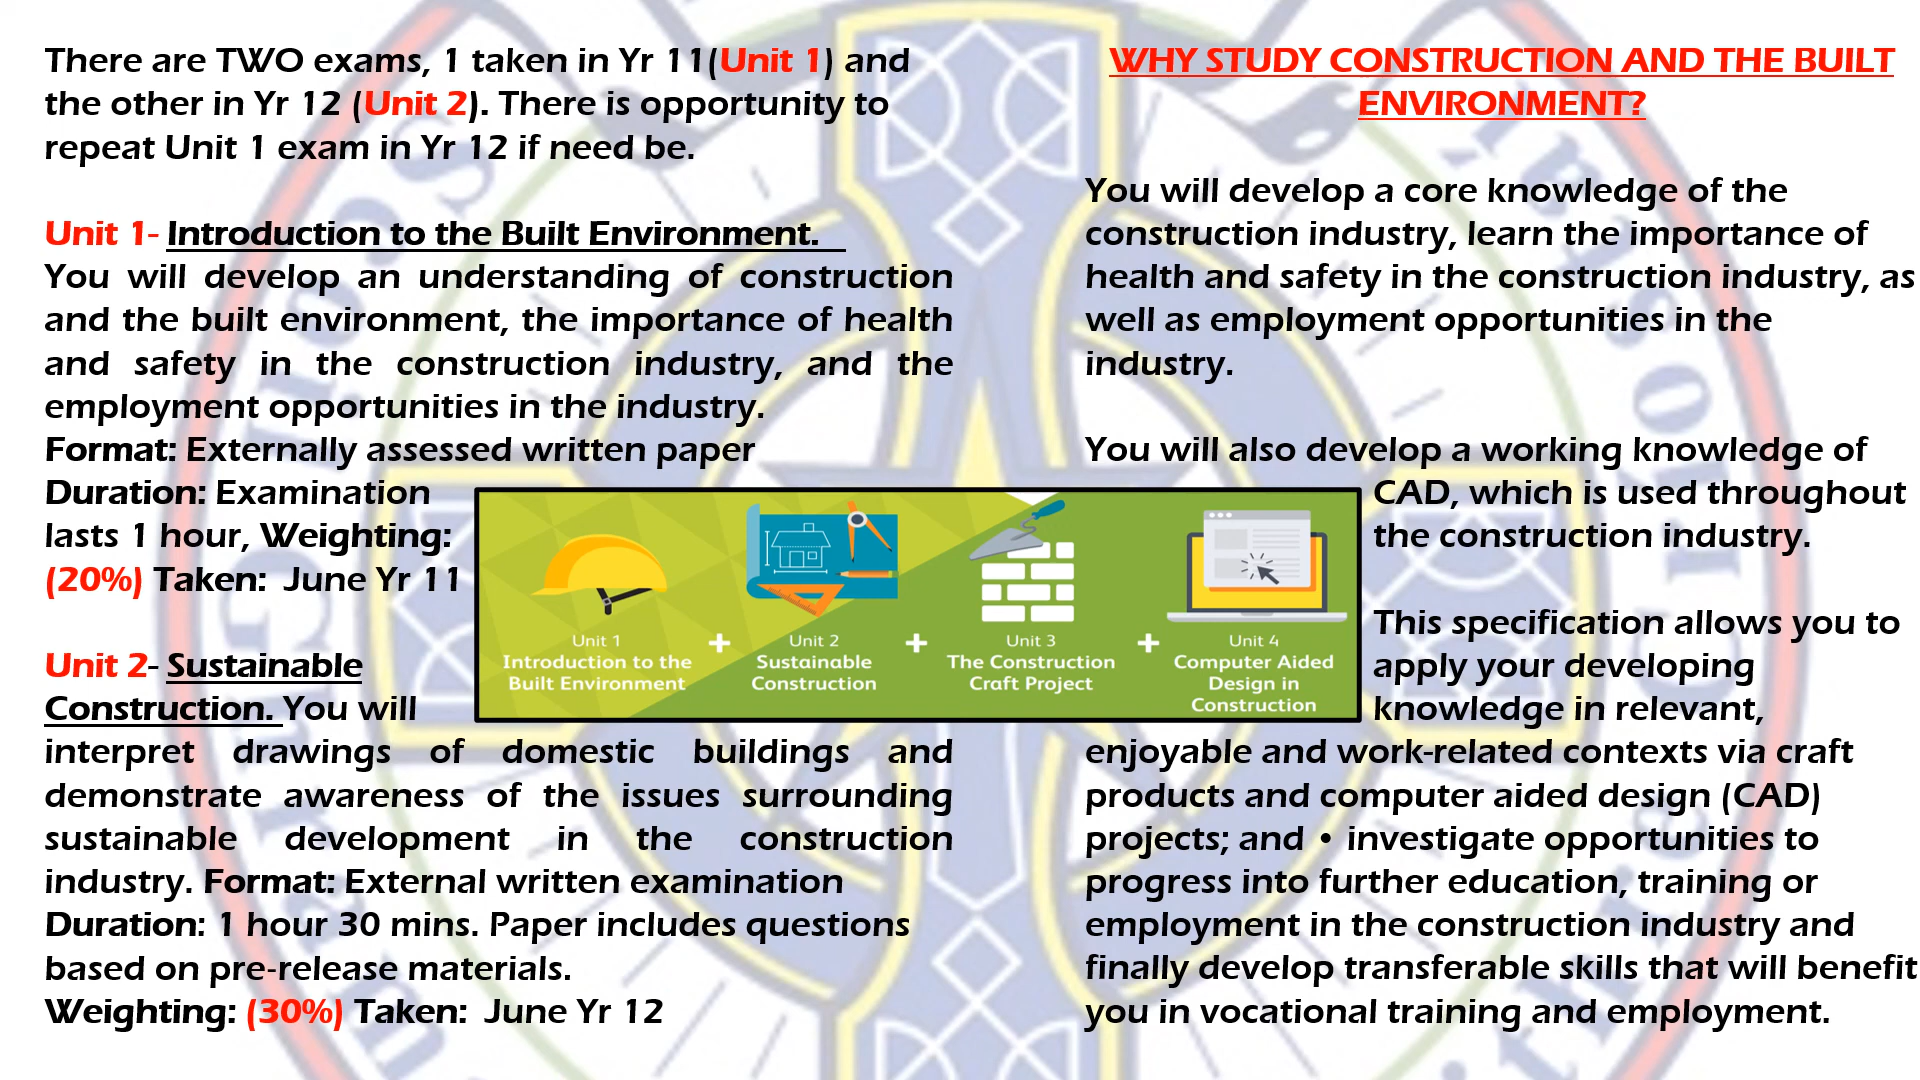 There are TWO exams, 1 taken in Yr 11(Unit 1) and
the other in Yr 12 (Unit 2). There is opportunity to
repeat Unit 1 exam in Yr 12 if need be.
Unit 1- Introduction to the Built Environment.
You will develop an understanding of construction
and the built environment, the importance of health
and safety in the construction industry, and the
employment opportunities in the industry.
Format: Externally assessed written paper
Duration: Examination
lasts 1 hour, Weighting:
(20%) Taken: June Yr 11
Unit 2- Sustainable
Construction. You will
interpret drawings of domestic buildings and
demonstrate awareness of the issues surrounding
sustainable development in the construction
industry. Format: External written examination
Duration: 1 hour 30 mins. Paper includes questions
based on pre-release materials.
Weighting: (30%) Taken: June Yr 12
Unit 1
Introduction to the
Built Environment
+
Unit 2
Sustainable
Construction
+
Unit 3
The Construction
Craft Project
+
Unit 4
Computer Aided
Design in
Construction
WHY STUDY CONSTRUCTION AND THE BUILT
ENVIRONMENT?
You will develop a core knowledge of the
construction industry, learn the importance of
health and safety in the construction industry, as
well as employment opportunities in the
industry.
You will also develop a working knowledge of
CAD, which is used throughout
the construction industry.
This specification allows you to
apply your developing
knowledge in relevant,
enjoyable and work-related contexts via craft
products and computer aided design (CAD)
projects; and • investigate opportunities to
progress into further education, training or
employment in the construction industry and
finally develop transferable skills that will benefit
you in vocational training and employment.